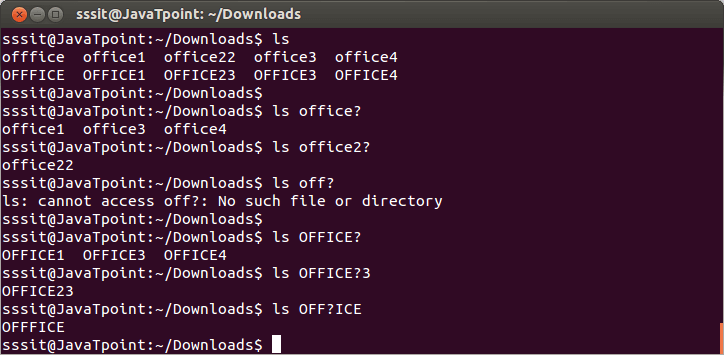 sssit@JavaTpoint: ~/Downloads
sssit@JavaTpoint:~/Downloads$ ls
offfice  office1  office22  office3  office4
OFFFICE  OFFICE1  OFFICE23  OFFICE3  OFFICE4
sssit@JavaTpoint:~/Downloads$
sssit@JavaTpoint:~/Downloads$ ls office?
office1  office3  office4
sssit@JavaTpoint:~/Downloads$ ls office2?
office22
sssit@JavaTpoint:~/Downloads$ ls off?
ls: cannot access off?: No such file or directory
sssit@JavaTpoint:~/Downloads$
sssit@JavaTpoint:~/Downloads$ ls OFFICE?
OFFICE1  OFFICE3  OFFICE4
sssit@JavaTpoint:~/Downloads$ ls OFFICE?3
OFFICE23
sssit@JavaTpoint:~/Downloads$ ls OFF?ICE
OFFFICE
sssit@JavaTpoint:~/Downloads$